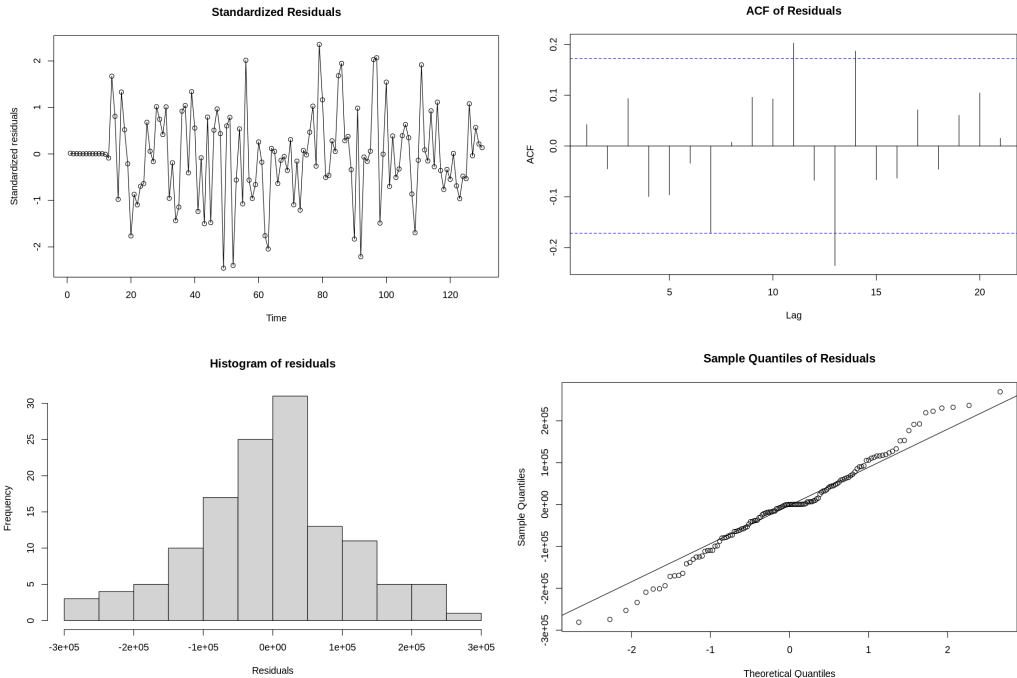 Standardized Residuals
Standardized residuals
2
1
0
-1
-2
0
20
40
60
80
100
120
Time
ACF of Residuals
ACF
0.2
0.1
0.0
-0.1
-0.2
5
10
15
20
Lag
Histogram of residuals
Frequency
30
25
20
15
10
5
0
-3e+05
-2e+05
-1e+05
0e+00
1e+05
2e+05
3e+05
Residuals
Sample Quantiles of Residuals
Sample Quantiles
2e+05
1e+05
0e+00
-1e+05
-2e+05
-3e+05
-2
-1
0
1
2
Theoretical Quantiles